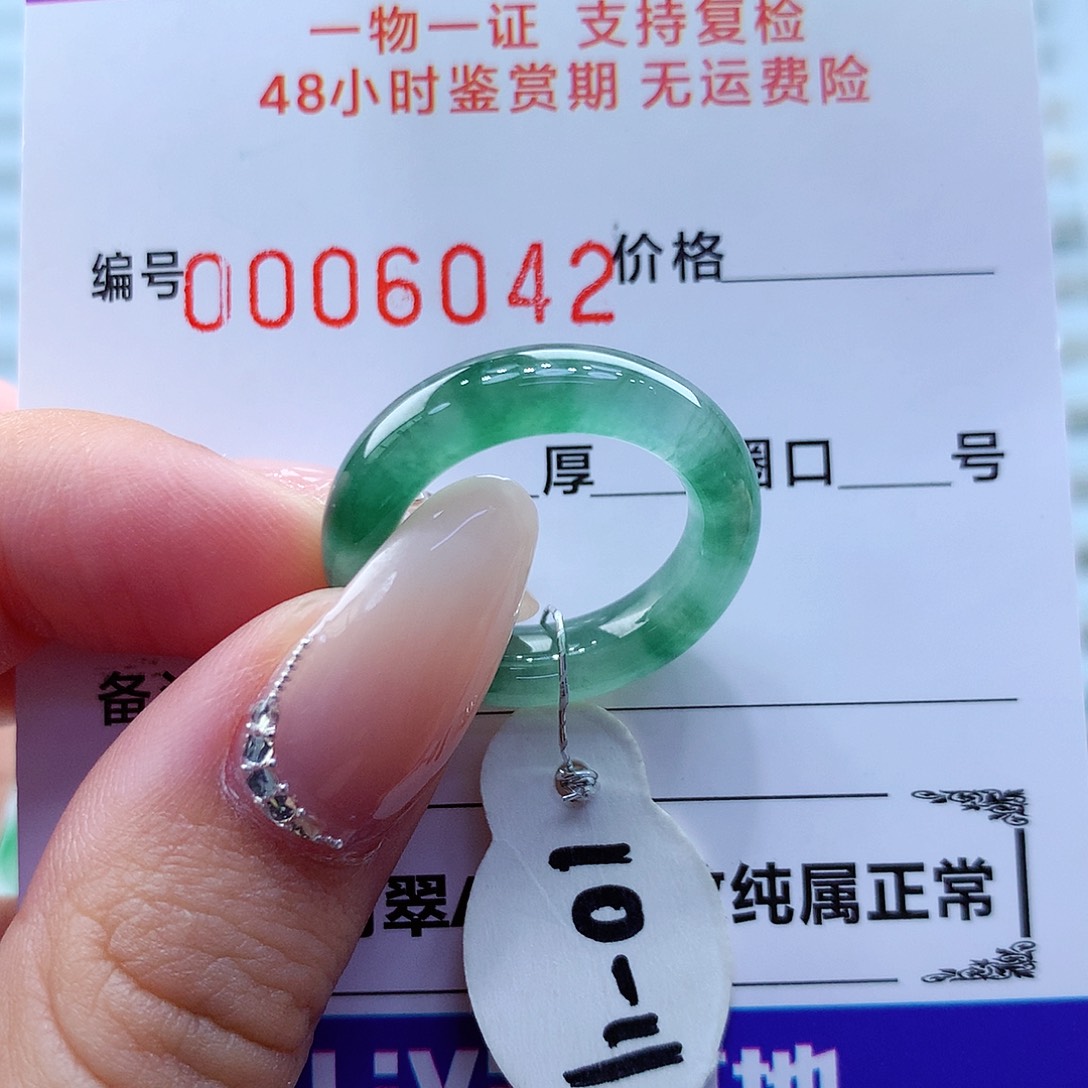 一物一证 支持复检
48小时鉴赏期 无运费险
编号0006042价格
厚 圈口 号
备
翠 纯属正常
10-11